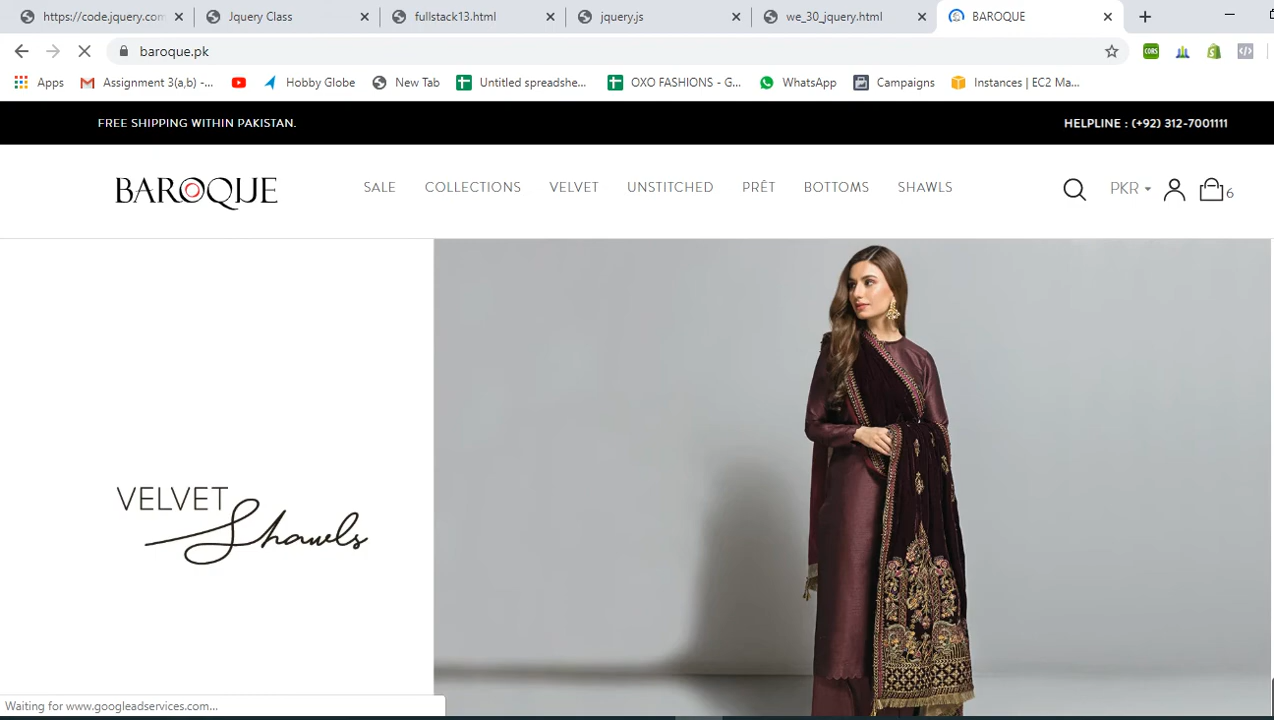 https://code.jquery.com
Jquery Class
fullstack13.html
jquery.js
we_30_jquery.html
BAROQUE
baroque.pk
CORS
Apps
Assignment 3(a,b) -...
Hobby Globe
New Tab
Untitled spreadshe...
OXO FASHIONS - G...
WhatsApp
Campaigns
Instances | EC2 Ma...
FREE SHIPPING WITHIN PAKISTAN.
HELPLINE : (+92) 312-7001111
BAROQUE
SALE
COLLECTIONS
VELVET
UNSTITCHED
PRÊT
BOTTOMS
SHAWLS
PKR
6
VELVET
Shawls
Waiting for www.googleadservices.com...